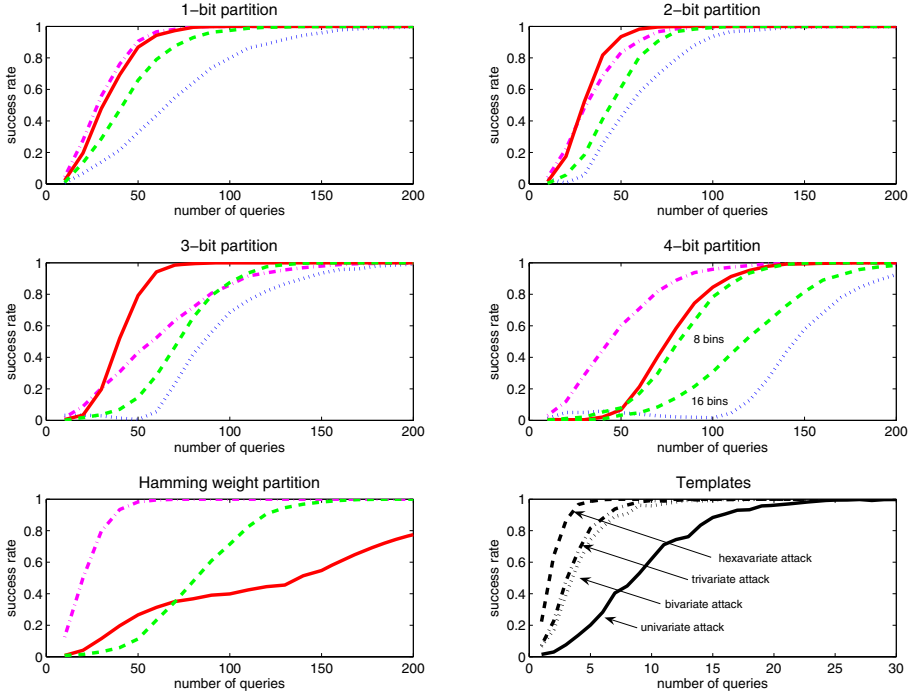 1−bit partition
1
0.8
0.6
0.4
0.2
0
success rate
0 50 100 150 200
number of queries
2−bit partition
1
0.8
0.6
0.4
0.2
0
success rate
0 50 100 150 200
number of queries
3−bit partition
1
0.8
0.6
0.4
0.2
0
success rate
0 50 100 150 200
number of queries
4−bit partition
1
0.8
0.6
0.4
0.2
0
success rate
8 bins
16 bins
0 50 100 150 200
number of queries
Hamming weight partition
1
0.8
0.6
0.4
0.2
0
success rate
0 50 100 150 200
number of queries
Templates
1
0.8
0.6
0.4
0.2
0
success rate
hexavariate attack
trivariate attack
bivariate attack
univariate attack
0 5 10 15 20 25 30
number of queries